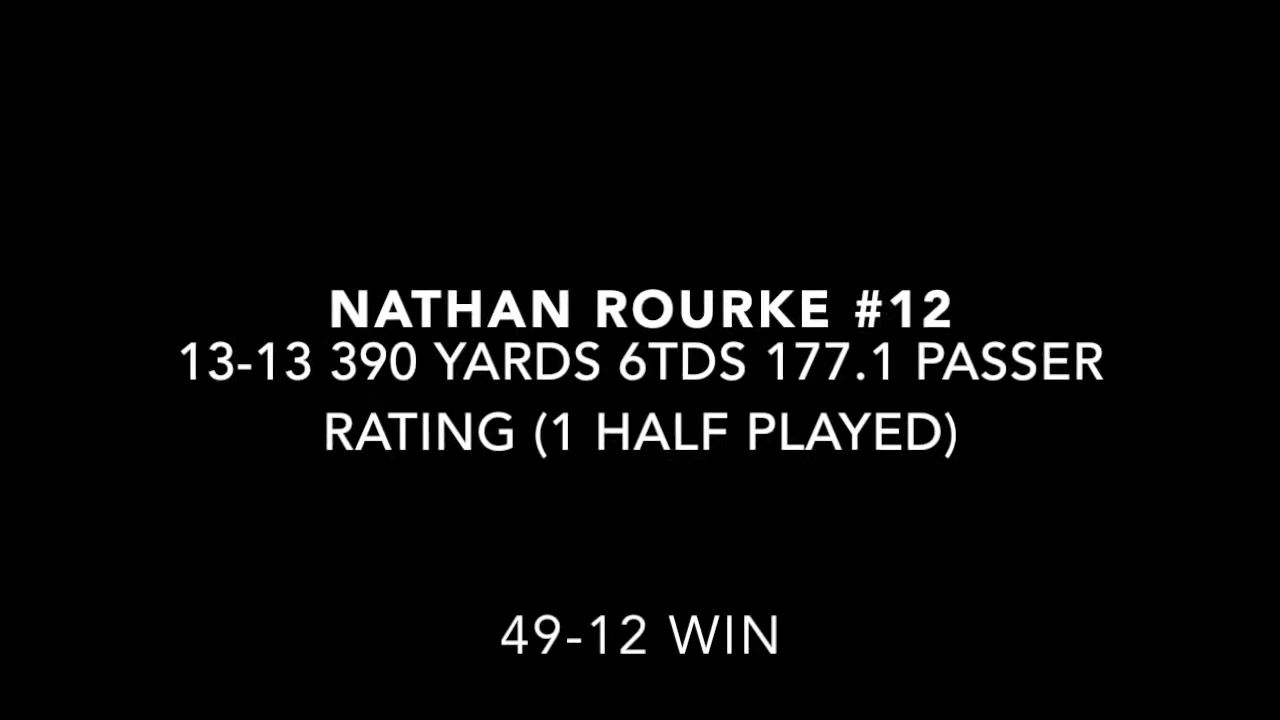 NATHAN ROURKE #12
13-13 390 YARDS 6TDS 177.1 PASSER
RATING (1 HALF PLAYED)
49-12 WIN